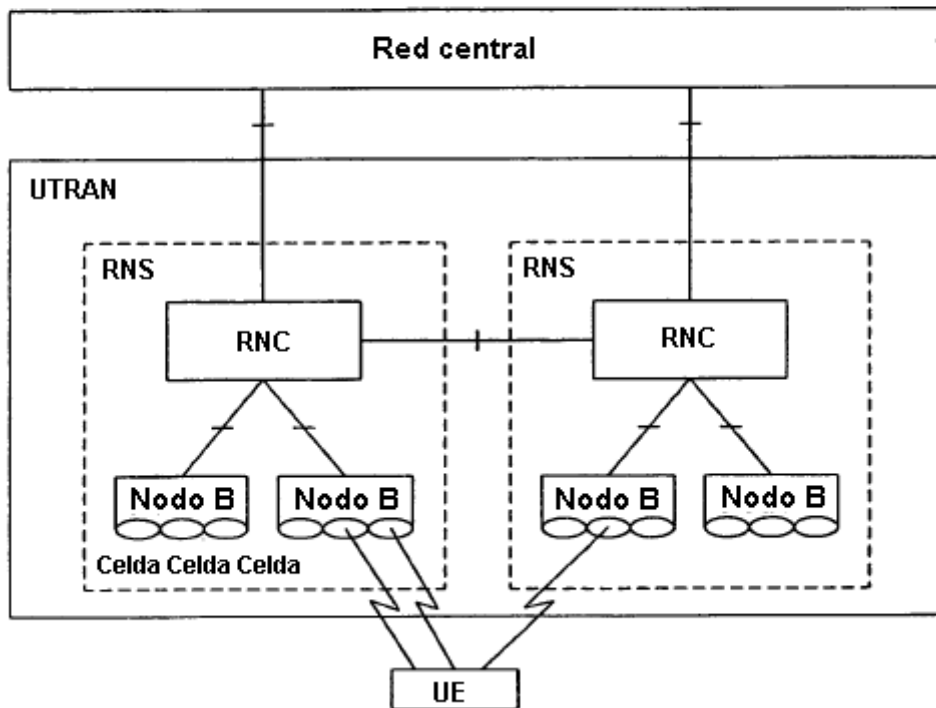 Red central
UTRAN
RNS
RNS
RNC
RNC
Nodo B
Nodo B
Nodo B
Nodo B
Celda Celda Celda
UE